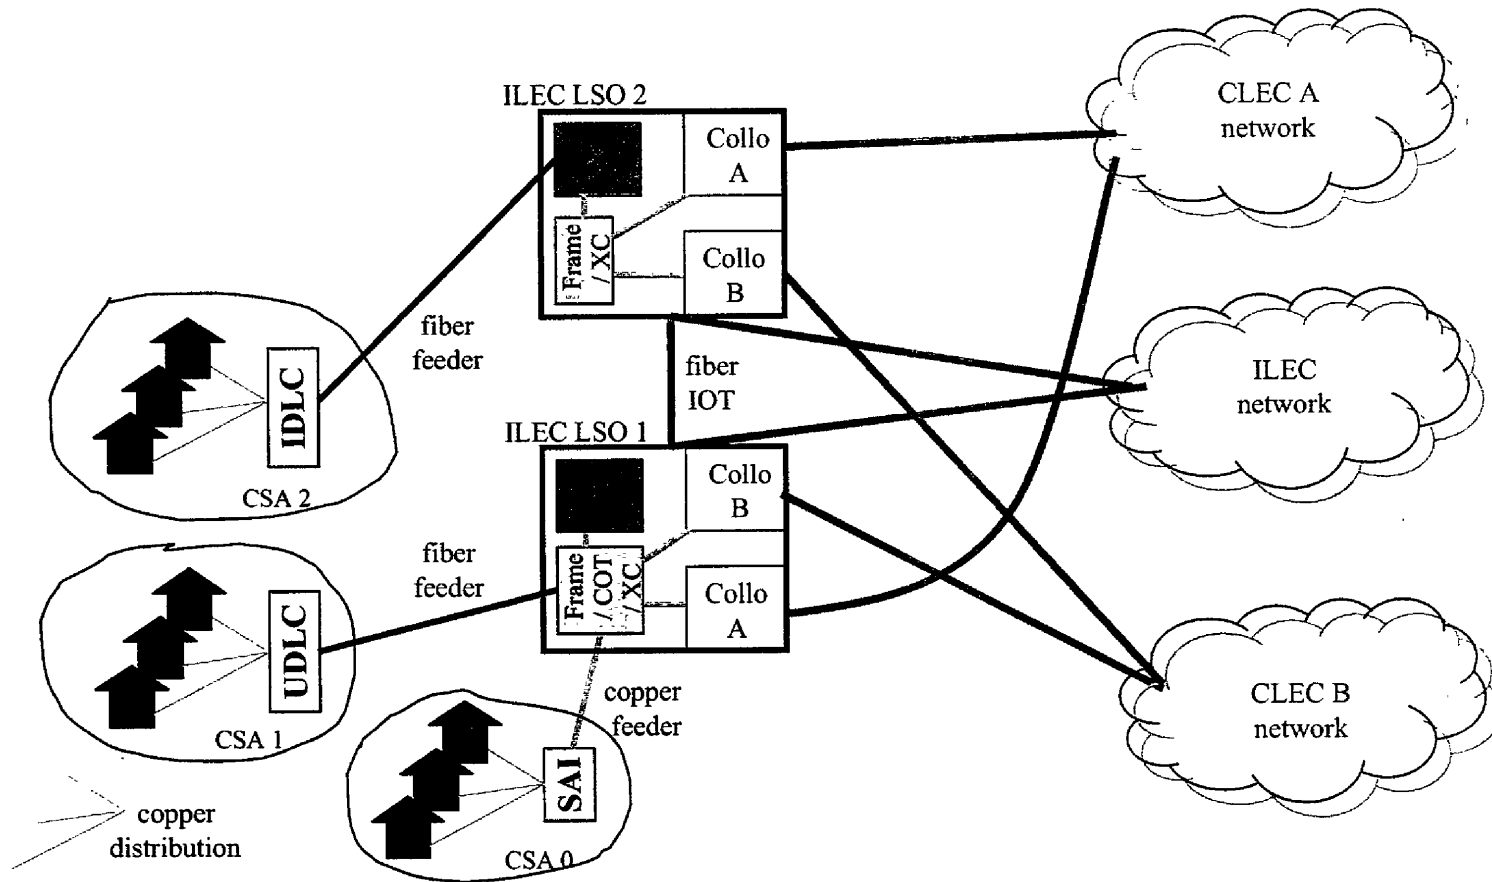 ILEC LSO 2
Collo
A
Frame
/ XC
Collo
B
CLEC A
network
fiber
feeder
IDLC
CSA 2
fiber
IOT
ILEC
network
ILEC LSO 1
Collo
B
Frame
/ COT
/ XC
Collo
A
fiber
feeder
UDLC
CSA 1
copper
feeder
SAI
CSA 0
CLEC B
network
copper
distribution